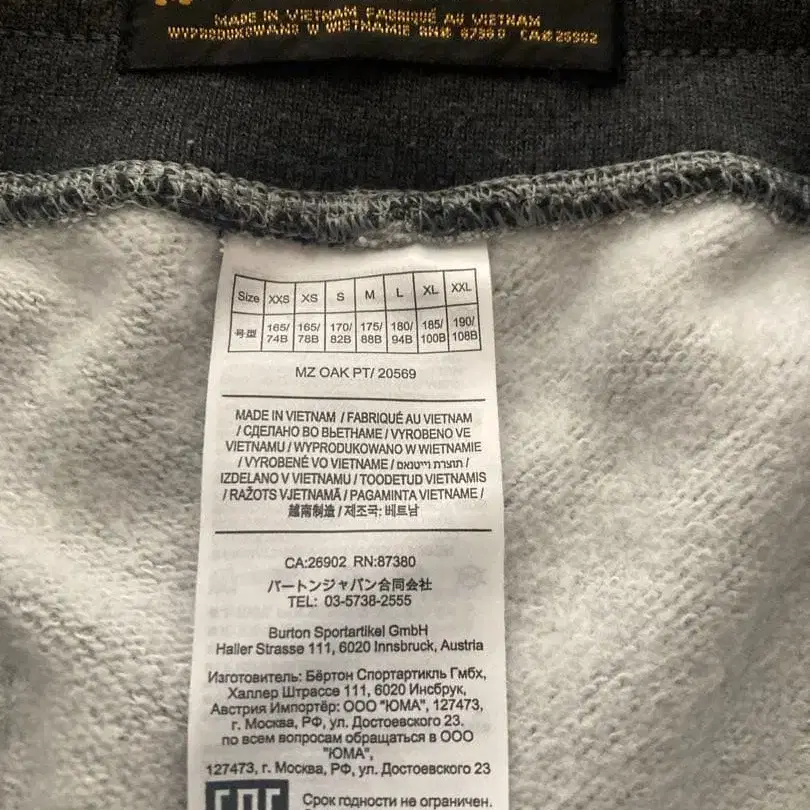 MADE IN VIETNAM FABRIQUÉ AU VIETNAM
WYPRODUKOWANO W WIETNAMIE RN# 87380 CA# 26902
Size XXS XS S M L XL XXL
号型 165/74B 165/78B 170/82B 175/88B 180/94B 185/100B 190/108B
MZ OAK PT/ 20569
MADE IN VIETNAM / FABRIQUÉ AU VIETNAM
/ СДЕЛАНО ВО ВЬЕТНАМЕ / VYROBENO VE
VIETNAMU / WYPRODUKOWANO W WIETNAMIE
/ VYROBENÉ VO VIETNAME / תוצרת וייטנאם /
IZDELANO V VIETNAMU / TOODETUD VIETNAMIS
/ RAŽOTS VJETNAMĀ / PAGAMINTA VIETNAME /
越南制造 / 제조국: 베트남
CA:26902 RN:87380
バートンジャパン合同会社
TEL: 03-5738-2555
Burton Sportartikel GmbH
Haller Strasse 111, 6020 Innsbruck, Austria
Изготовитель: Бёртон Спортартикль Гмбх,
Халлер Штрассе 111, 6020 Инсбрук,
Австрия Импортёр: ООО "ЮМА", 127473,
г. Москва, РФ, ул. Достоевского 23.
по всем вопросам обращаться в ООО
"ЮМА",
127473, г. Москва, РФ, ул. Достоевского 23
Срок годности не ограничен.